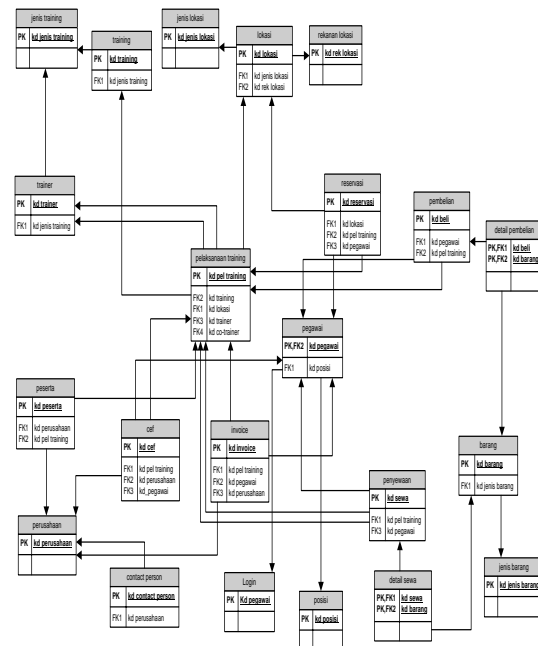 jenis training
PK kd jenis training
training
PK kd training
FK1 kd jenis training
jenis lokasi
PK kd jenis lokasi
lokasi
PK kd lokasi
FK1 kd jenis lokasi
FK2 kd rek lokasi
rekanan lokasi
PK kd rek lokasi
trainer
PK kd trainer
FK1 kd jenis training
reservasi
PK kd reservasi
FK1 kd lokasi
FK2 kd pel training
FK3 kd pegawai
pembelian
PK kd beli
FK1 kd pegawai
FK2 kd pel training
detail pembelian
PK,FK1 kd beli
PK,FK2 kd barang
pelaksanaan training
PK kd pel training
FK2 kd training
FK1 kd lokasi
FK3 kd trainer
FK4 kd co-trainer
pegawai
PK,FK2 kd pegawai
FK1 kd posisi
peserta
PK kd peserta
FK1 kd perusahaan
FK2 kd pel training
cef
PK kd cef
FK1 kd pel training
FK2 kd perusahaan
FK3 kd_pegawai
invoice
PK kd invoice
FK1 kd pel training
FK2 kd pegawai
FK3 kd perusahaan
penyewaan
PK kd sewa
FK1 kd pel training
FK3 kd pegawai
barang
PK kd barang
FK1 kd jenis barang
perusahaan
PK kd perusahaan
contact person
PK kd contact person
FK1 kd perusahaan
Login
PK Kd pegawai
posisi
PK kd posisi
detail sewa
PK,FK1 kd sewa
PK,FK2 kd barang
jenis barang
PK kd jenis barang